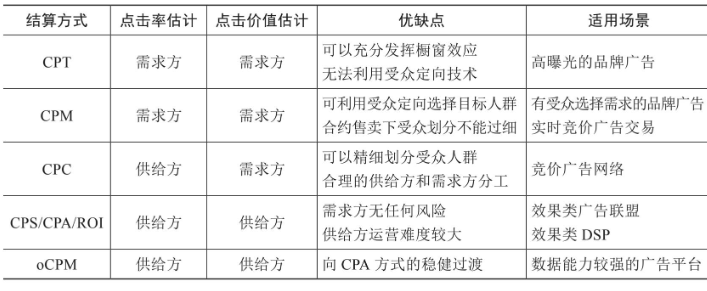 结算方式 点击率估计 点击价值估计 优缺点 适用场景
CPT 需求方 需求方 可以充分发挥橱窗效应 高曝光的品牌广告
无法利用受众定向技术
CPM 需求方 需求方 可利用受众定向选择目标人群 有受众选择需求的品牌广告
合约售卖下受众划分不能过细 实时竞价广告交易
CPC 供给方 需求方 可以精细划分受众人群 竞价广告网络
合理的供给方和需求方分工
CPS/CPA/ROI 供给方 供给方 需求方无任何风险 效果类广告联盟
供给方运营难度较大 效果类 DSP
oCPM 供给方 供给方 向 CPA 方式的稳健过渡 数据能力较强的广告平台